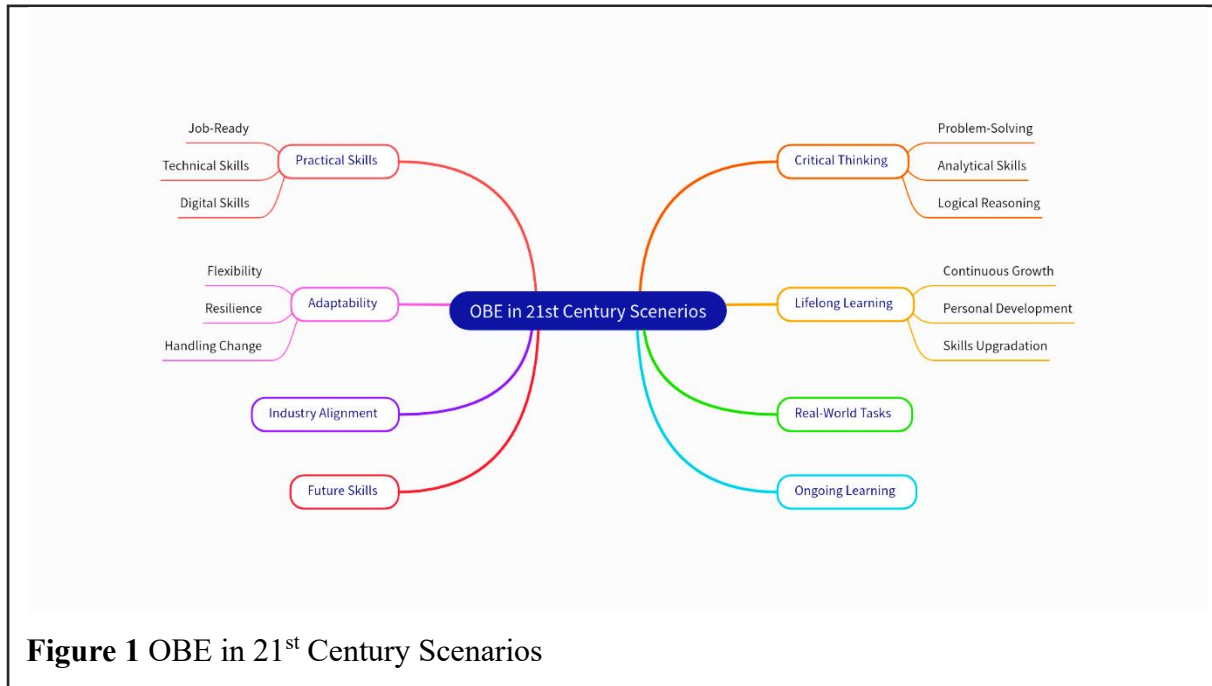 Job-Ready
Technical Skills
Digital Skills
Practical Skills
Flexibility
Resilience
Handling Change
Adaptability
Industry Alignment
Future Skills
OBE in 21st Century Scenerios
Critical Thinking
Problem-Solving
Analytical Skills
Logical Reasoning
Lifelong Learning
Continuous Growth
Personal Development
Skills Upgradation
Real-World Tasks
Ongoing Learning
Figure 1 OBE in 21st Century Scenarios